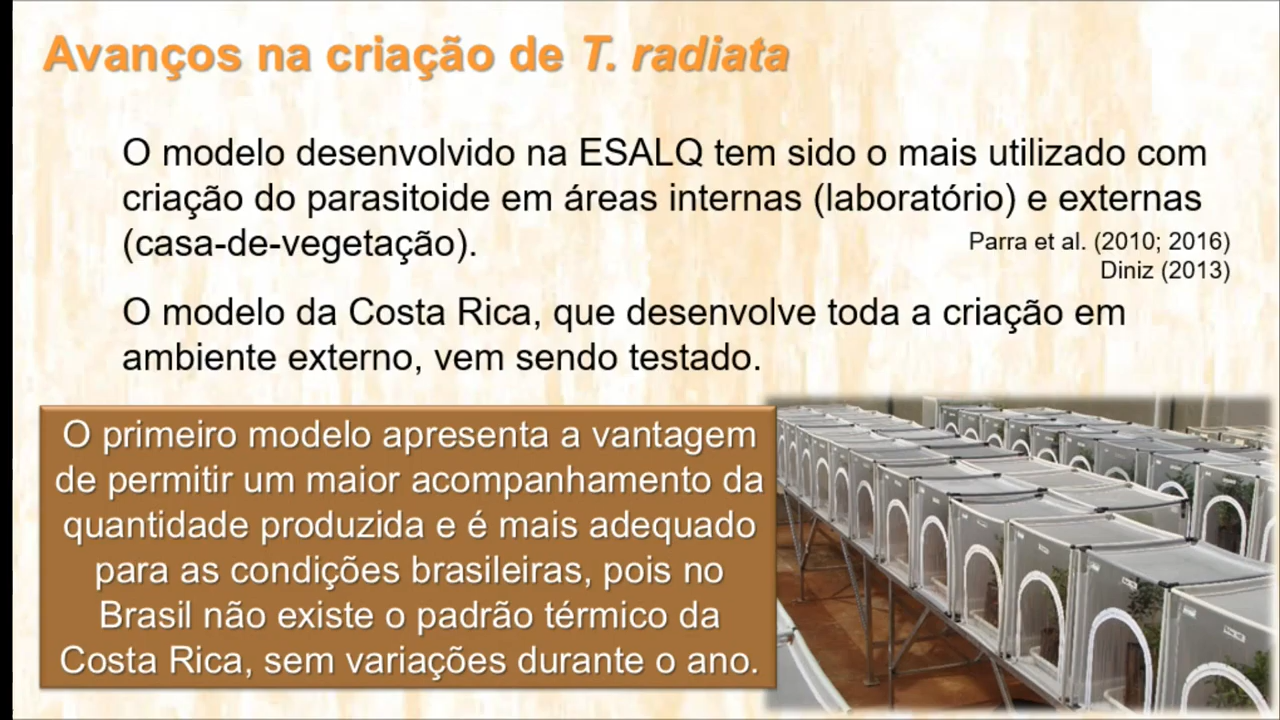 Avanços na criação de T. radiata
O modelo desenvolvido na ESALQ tem sido o mais utilizado com
criação do parasitoide em áreas internas (laboratório) e externas
(casa-de-vegetação).
Parra et al. (2010; 2016)
Diniz (2013)
O modelo da Costa Rica, que desenvolve toda a criação em
ambiente externo, vem sendo testado.
O primeiro modelo apresenta a vantagem
de permitir um maior acompanhamento da
quantidade produzida e é mais adequado
para as condições brasileiras, pois no
Brasil não existe o padrão térmico da
Costa Rica, sem variações durante o ano.